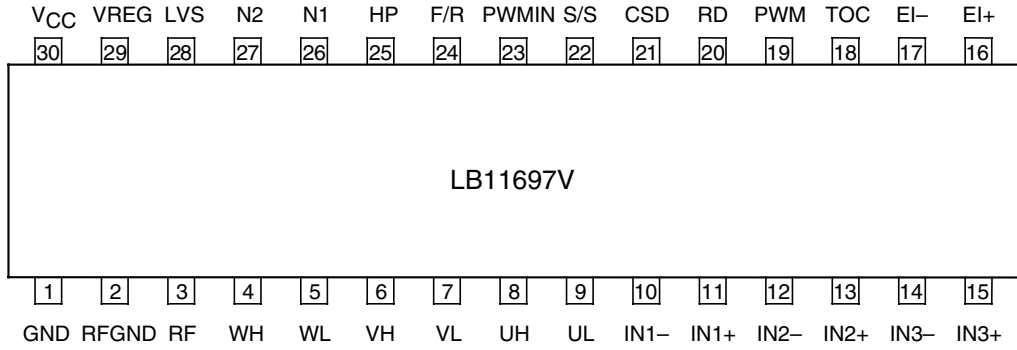 VCC VREG LVS N2 N1 HP F/R PWMIN S/S CSD RD PWM TOC EI– EI+
30 29 28 27 26 25 24 23 22 21 20 19 18 17 16
LB11697V
1 2 3 4 5 6 7 8 9 10 11 12 13 14 15
GND RFGND RF WH WL VH VL UH UL IN1– IN1+ IN2– IN2+ IN3– IN3+